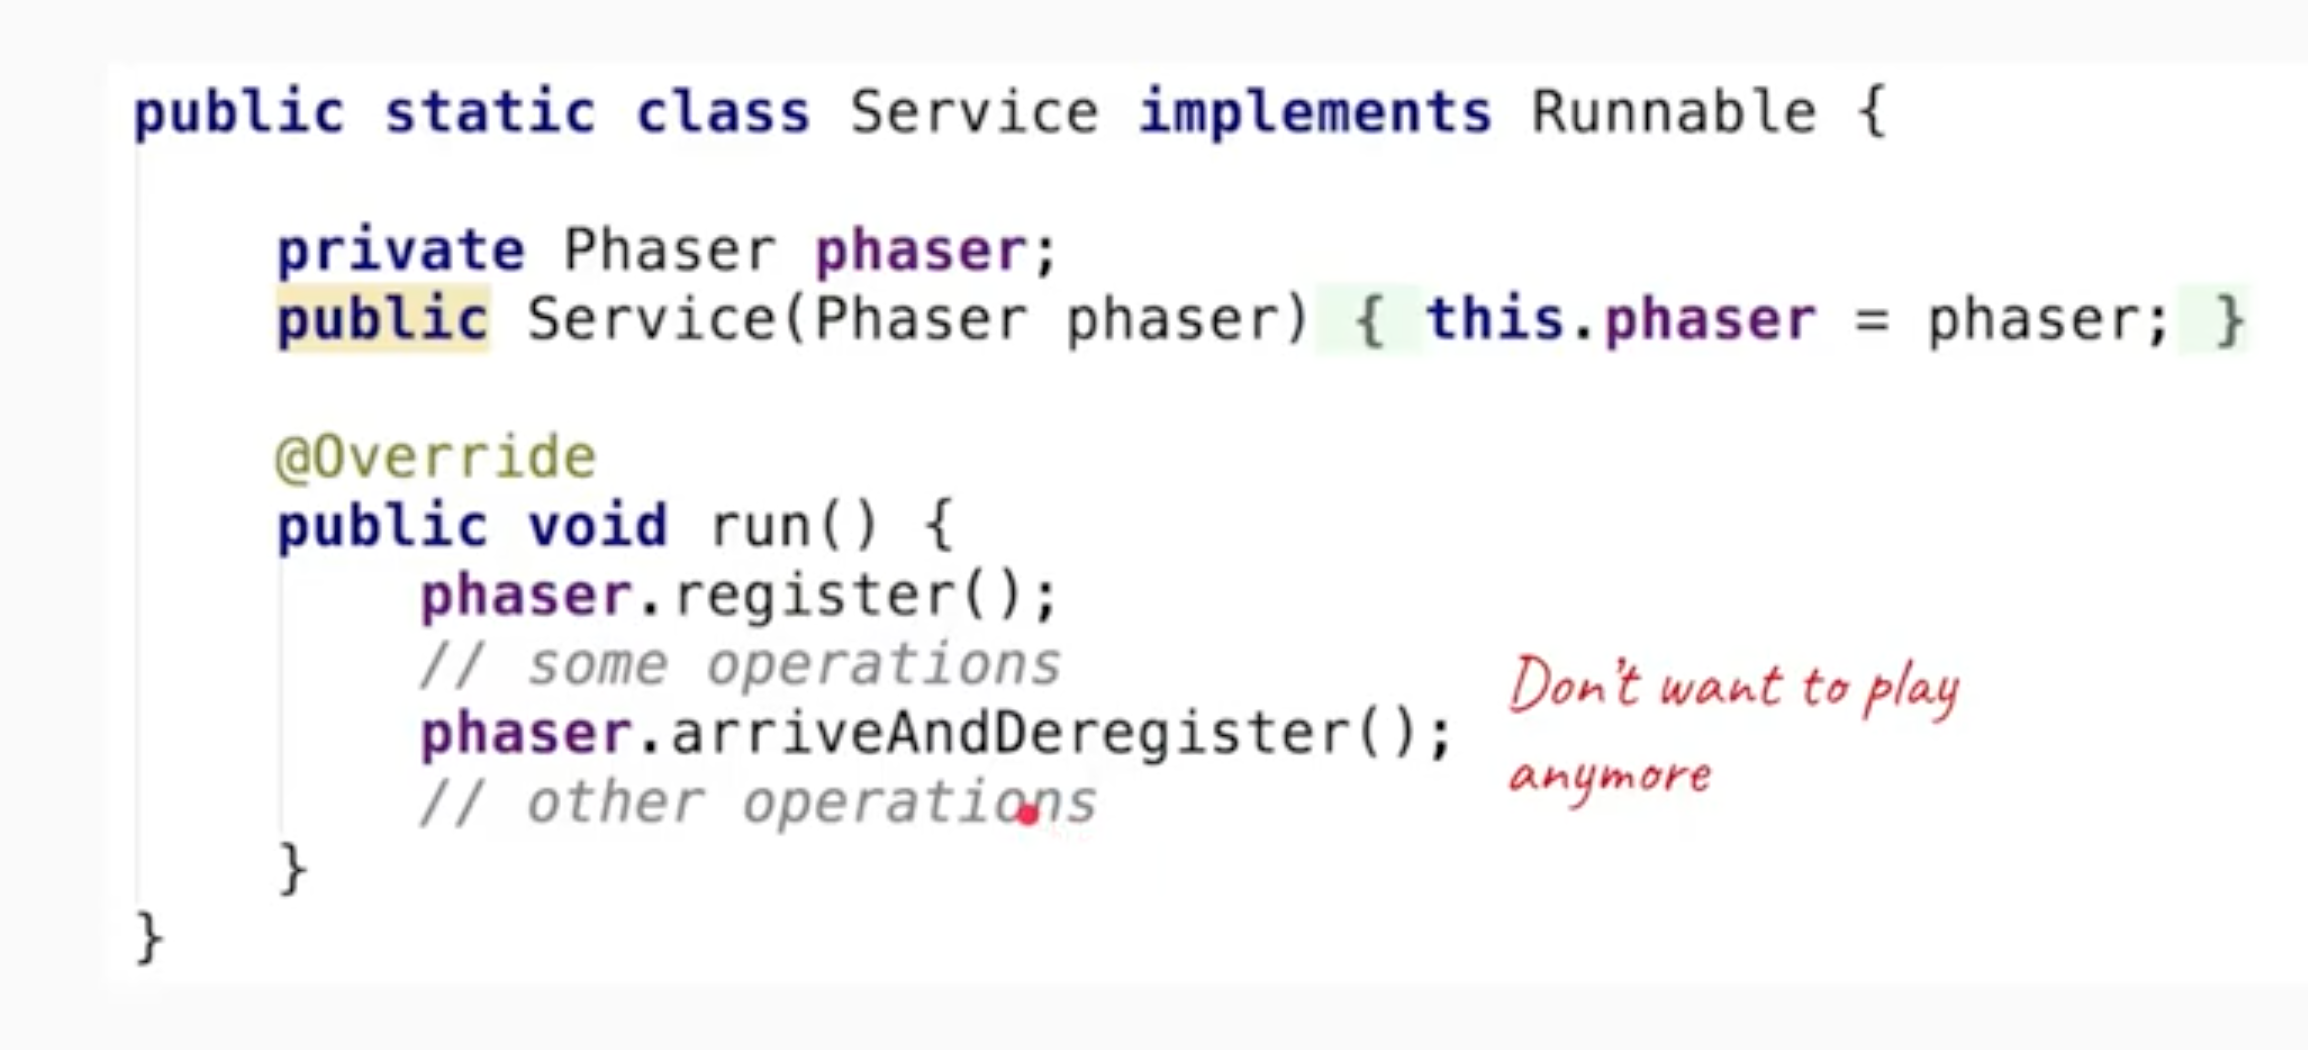 public static class Service implements Runnable {
private Phaser phaser;
public Service(Phaser phaser) { this.phaser = phaser; }
@Override
public void run() {
phaser.register();
// some operations
phaser.arriveAndDeregister();
// other operations
}
}
Don't want to play
anymore